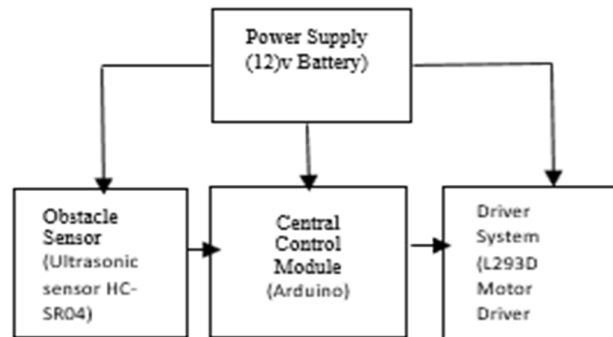 Power Supply
(12)v Battery)
Obstacle
Sensor
(Ultrasonic
sensor HC-
SR04)
Central
Control
Module
(Arduino)
Driver
System
(L293D
Motor
Driver